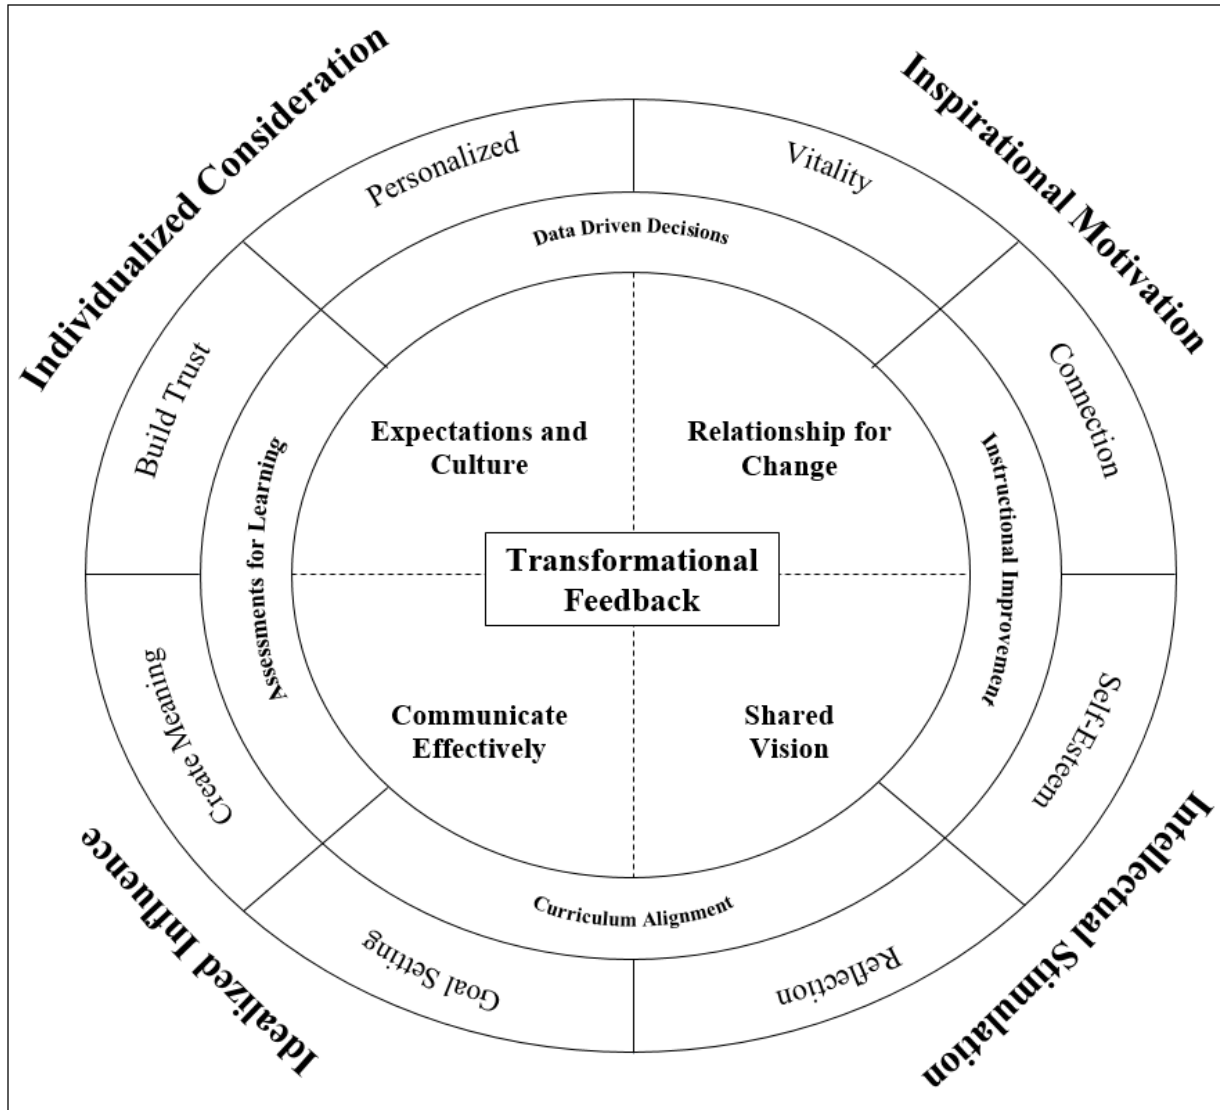 Individualized Consideration
Inspirational Motivation
Personalized
Vitality
Data Driven Decisions
Build Trust
Connection
Expectations and
Culture
Relationship for
Change
Assessments for Learning
Instructional Improvement
Transformational
Feedback
Create Meaning
Self-Esteem
Communicate
Effectively
Shared
Vision
Curriculum Alignment
Goal Setting
Reflection
Idealized Influence
Intellectual Stimulation